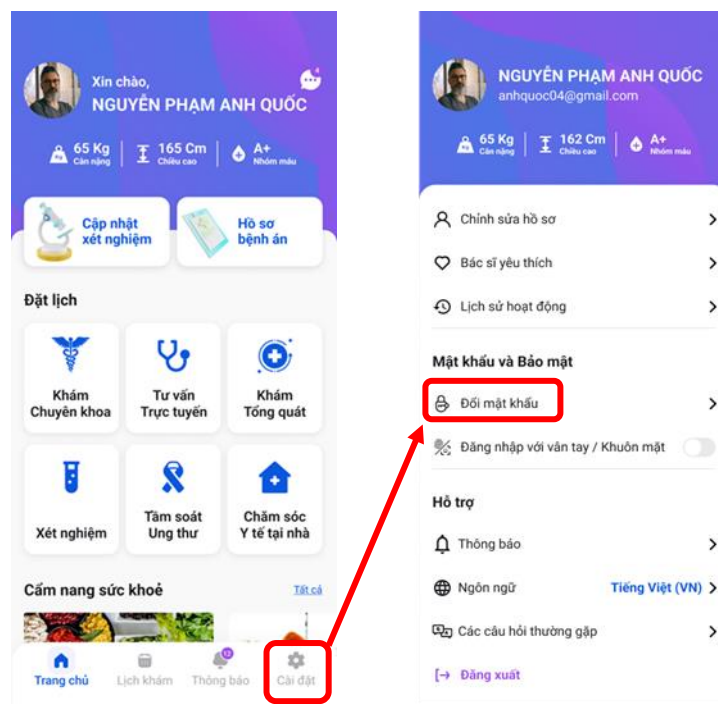 Xin chào,
NGUYỄN PHẠM ANH QUỐC
4
65 Kg
Cân nặng
165 Cm
Chiều cao
A+
Nhóm máu
Cập nhật
xét nghiệm
Hồ sơ
bệnh án
Đặt lịch
Khám
Chuyên khoa
Tư vấn
Trực tuyến
Khám
Tổng quát
Xét nghiệm
Tầm soát
Ung thư
Chăm sóc
Y tế tại nhà
Cẩm nang sức khoẻ
Tất cả
Trang chủ
Lịch khám
12
Thông báo
Cài đặt
NGUYỄN PHẠM ANH QUỐC
anhquoc04@gmail.com
65 Kg
Cân nặng
162 Cm
Chiều cao
A+
Nhóm máu
Chỉnh sửa hồ sơ
Bác sĩ yêu thích
Lịch sử hoạt động
Mật khẩu và Bảo mật
Đổi mật khẩu
Đăng nhập với vân tay / Khuôn mặt
Hỗ trợ
Thông báo
Ngôn ngữ
Tiếng Việt (VN)
Các câu hỏi thường gặp
Đăng xuất